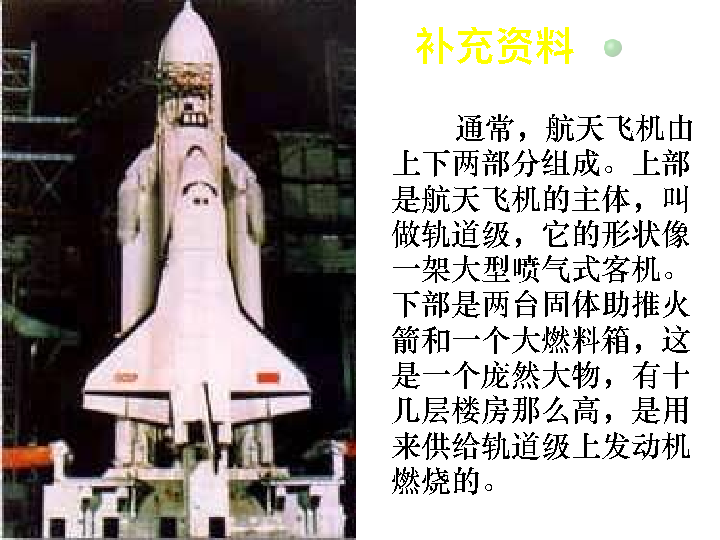 补充资料
通常，航天飞机由
上下两部分组成。上部
是航天飞机的主体，叫
做轨道级，它的形状像
一架大型喷气式客机。
下部是两台固体助推火
箭和一个大燃料箱，这
是一个庞然大物，有十
几层楼房那么高，是用
来供给轨道级上发动机
燃烧的。